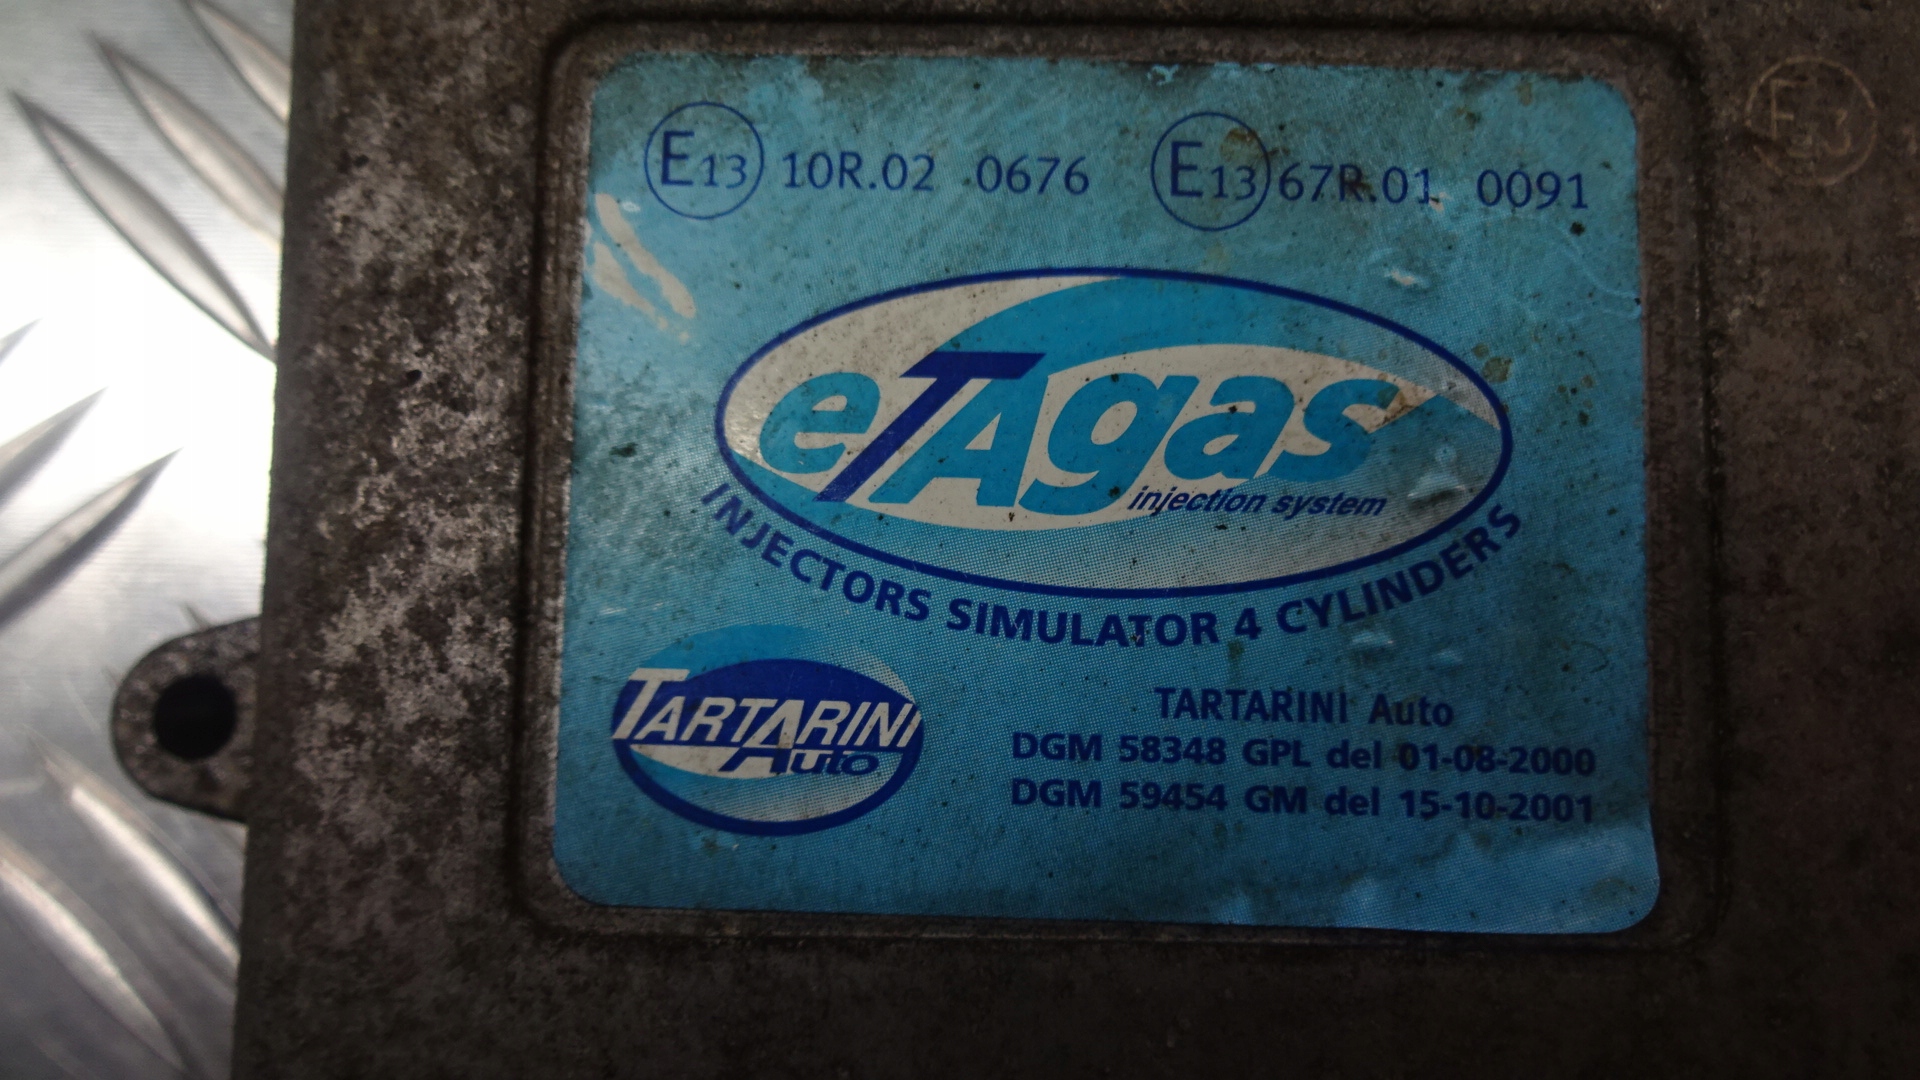 E13 10R.02 0676 E13 67R.01 0091
E13
eTAgas
injection system
INJECTORS SIMULATOR 4 CYLINDERS
TARTARINI
Auto
TARTARINI Auto
DGM 58348 GPL del 01-08-2000
DGM 59454 GM del 15-10-2001